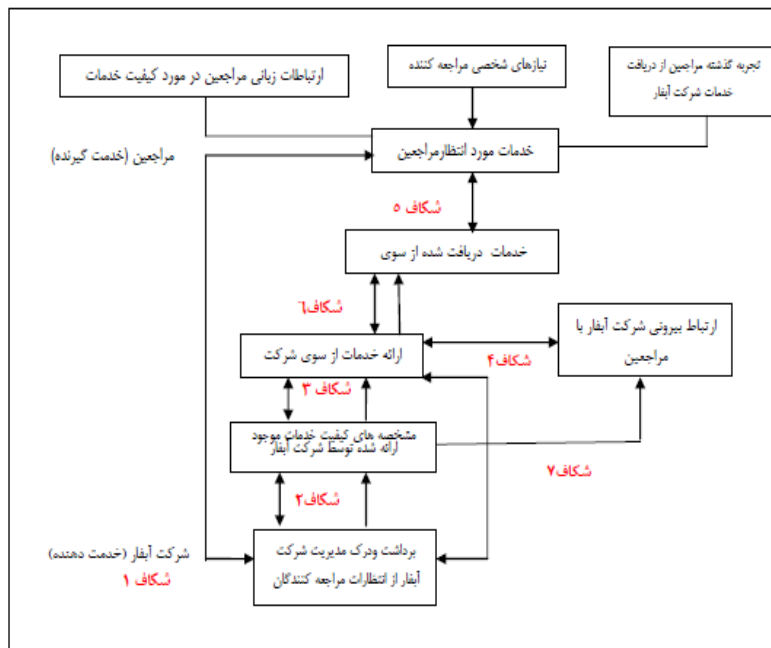 ارتباطات زبانی مراجعین در مورد کیفیت خدمات
نیازهای شخصی مراجعه کننده
تجربه گذشته مراجعین از دریافت
خدمات شرکت آبفار
مراجعین (خدمت گیرنده)
خدمات مورد انتظارمراجعین
شکاف ۵
خدمات دریافت شده از سوی
شکاف۶
ارائه خدمات از سوی شرکت
شکاف۴
ارتباط بیرونی شرکت آبفار با
مراجعین
شکاف ۳
مشخصه های کیفیت خدمات موجود
ارائه شده توسط شرکت آبفار
شکاف۷
شکاف۲
شرکت آبفار (خدمت دهنده)
شکاف ۱
برداشت ودرک مدیریت شرکت
آبفار از انتظارات مراجعه کنندگان